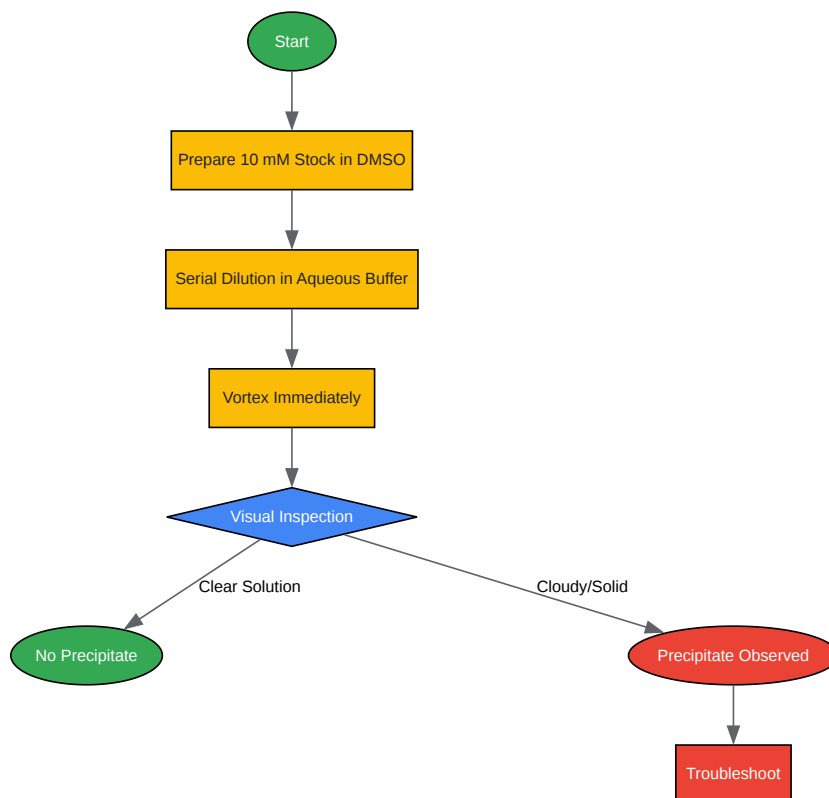 Start
Prepare 10 mM Stock in DMSO
Serial Dilution in Aqueous Buffer
Vortex Immediately
Visual Inspection
Clear Solution
Cloudy/Solid
No Precipitate
Precipitate Observed
Troubleshoot